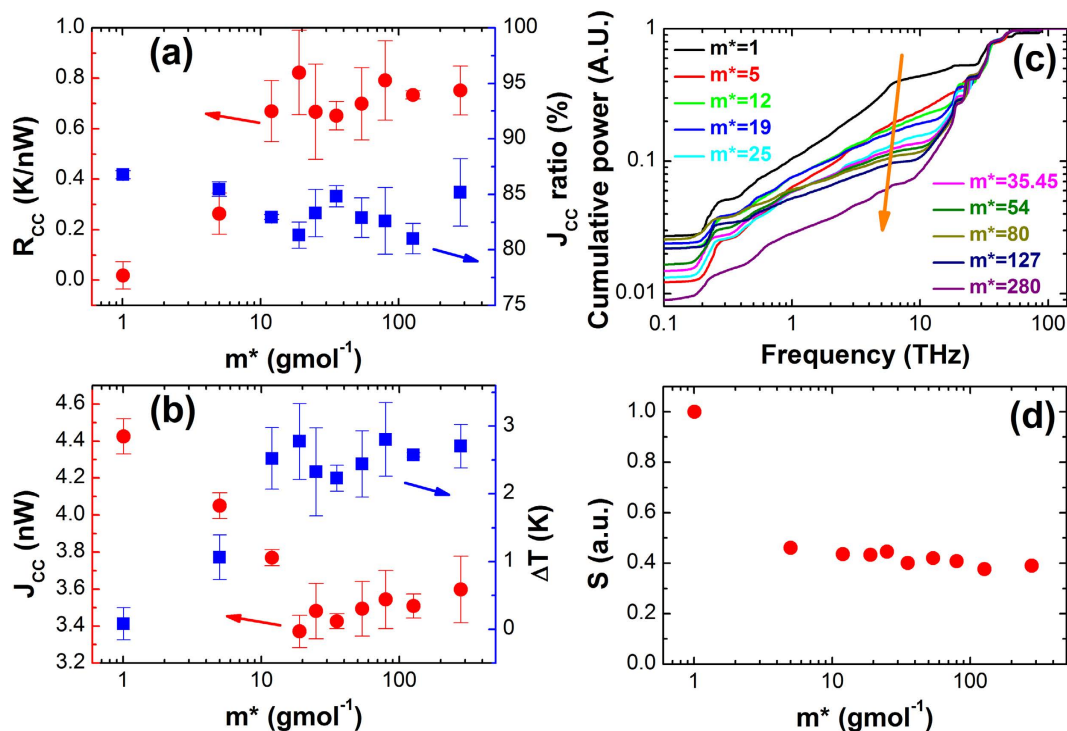 (a)
R_CC (K/nW)
1.0
0.8
0.6
0.4
0.2
0.0
100
95
90
85
80
75
J_CC ratio (%)
1
10
100
m* (gmol⁻¹)
(c)
Cumulative power (A.U.)
1
0.1
0.01
m*=1
m*=5
m*=12
m*=19
m*=25
m*=35.45
m*=54
m*=80
m*=127
m*=280
0.1
1
10
100
Frequency (THz)
(b)
J_CC (nW)
4.6
4.4
4.2
4.0
3.8
3.6
3.4
3.2
3
2
1
0
ΔT (K)
1
10
100
m* (gmol⁻¹)
(d)
S (a.u.)
1.0
0.8
0.6
0.4
0.2
0.0
1
10
100
m* (gmol⁻¹)